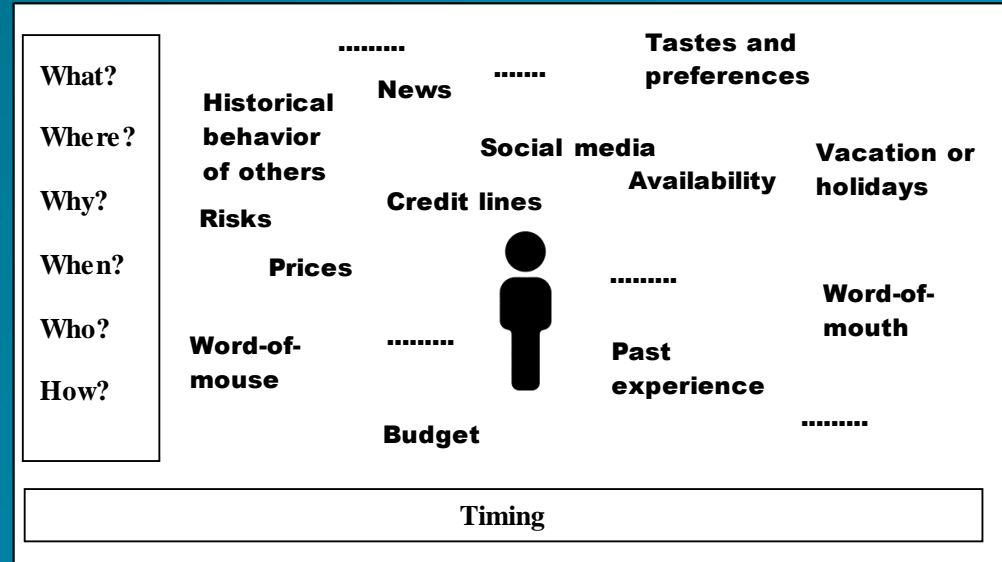 What?
Where?
Why?
When?
Who?
How?
.........
Tastes and
preferences
.......
News
Historical
behavior
of others
Social media
Vacation or
holidays
Availability
Credit lines
Risks
Prices
.........
Word-of-
mouth
Word-of-
mouse
.........
Past
experience
.........
Budget
Timing